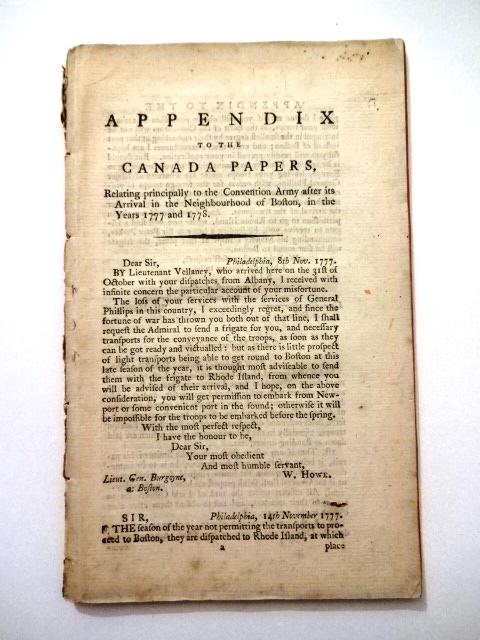 APPENDIX
TO THE
CANADA PAPERS,
Relating principally to the Convention Army after its
Arrival in the Neighbourhood of Boſton, in the
Years 1777 and 1778.
Dear Sir, Philadelphia, 8th Nov. 1777.
BY Lieutenant Vellancy, who arrived here on the 31ſt of
October with your diſpatches from Albany, I received with
infinite concern the particular account of your misfortune.
The loſs of your ſervices with the ſervices of General
Phillips in this country, I exceedingly regret, and ſince the
fortune of war has thrown you both out of that line, I ſhall
requeſt the Admiral to ſend a frigate for you, and neceſſary
tranſports for the conveyance of the troops, as ſoon as they
can be got ready and victualled: but as there is little proſpect
of light tranſports being able to get round to Boſton at this
late ſeaſon of the year, it is thought moſt adviſeable to ſend
them with the frigate to Rhode Iſland, from whence you
will be adviſed of their arrival, and I hope, on the above
conſideration, you will get permiſſion to embark from New-
port or ſome convenient port in the ſound; otherwiſe it will
be impoſſible for the troops to be embarked before the ſpring.
With the moſt perfect reſpect,
I have the honour to be,
Dear Sir,
Your moſt obedient
And moſt humble ſervant,
W. HOWE.
Lieut. Gen. Burgoyne,
at Boſton.
SIR, Philadelphia, 14th November 1777.
THE ſeaſon of the year not permitting the tranſports to pro-
ceed to Boſton, they are diſpatched to Rhode Iſland, at which
a place